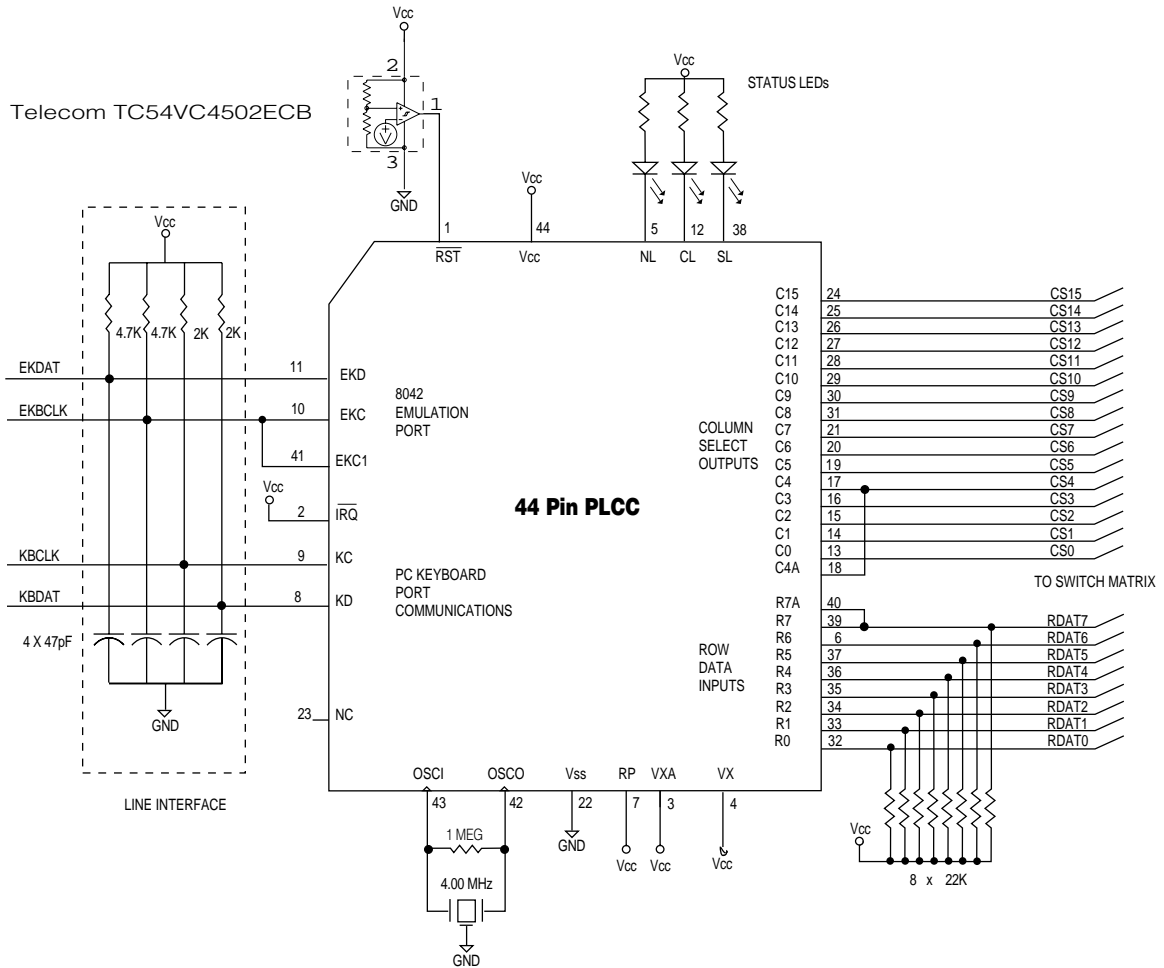 Vcc
2
Telecom TC54VC4502ECB
1
3
GND
Vcc
STATUS LEDs
Vcc
1
44
5
12
38
RST
Vcc
NL
CL
SL
Vcc
4.7K
4.7K
2K
2K
EKDAT
11
EKD
8042
EMULATION
PORT
EKBCLK
10
EKC
41
EKC1
Vcc
2
IRQ
KBCLK
9
KC
PC KEYBOARD
PORT
COMMUNICATIONS
KBDAT
8
KD
4 X 47pF
GND
23
NC
LINE INTERFACE
44 Pin PLCC
COLUMN
SELECT
OUTPUTS
C15 24 CS15
C14 25 CS14
C13 26 CS13
C12 27 CS12
C11 28 CS11
C10 29 CS10
C9 30 CS9
C8 31 CS8
C7 21 CS7
C6 20 CS6
C5 19 CS5
C4 17 CS4
C3 16 CS3
C2 15 CS2
C1 14 CS1
C0 13 CS0
C4A 18
TO SWITCH MATRIX
ROW
DATA
INPUTS
R7A 40
R7 39 RDAT7
R6 6 RDAT6
R5 37 RDAT5
R4 36 RDAT4
R3 35 RDAT3
R2 34 RDAT2
R1 33 RDAT1
R0 32 RDAT0
Vcc
8 x 22K
OSCI
OSCO
Vss
RP
VXA
VX
43
42
22
7
3
4
1 MEG
GND
Vcc
Vcc
Vcc
4.00 MHz
GND